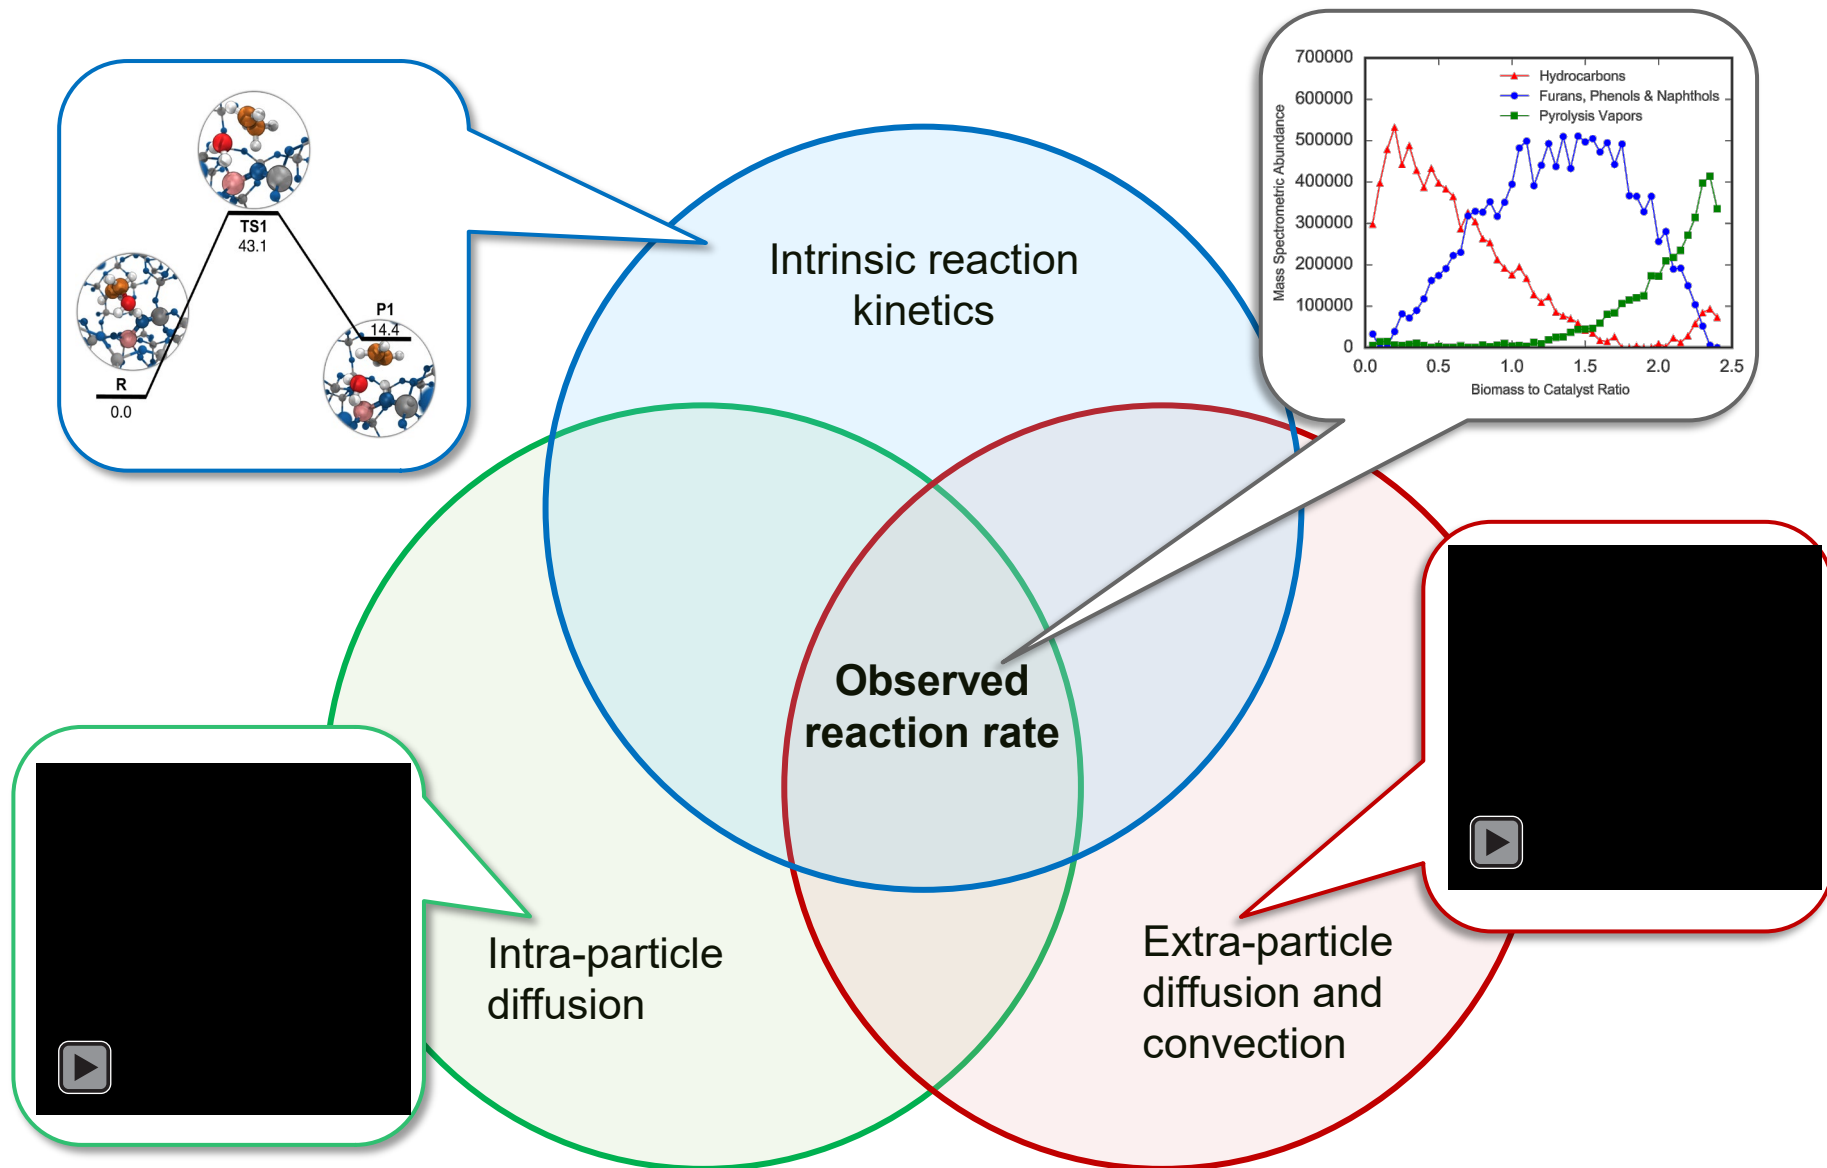 TS1
43.1
R
0.0
P1
14.4
700000
600000
500000
400000
300000
200000
100000
0
0.0 0.5 1.0 1.5 2.0 2.5
Mass Spectrometric Abundance
Biomass to Catalyst Ratio
Hydrocarbons
Furans, Phenols & Naphthols
Pyrolysis Vapors
Intrinsic reaction
kinetics
Observed
reaction rate
Intra-particle
diffusion
Extra-particle
diffusion and
convection